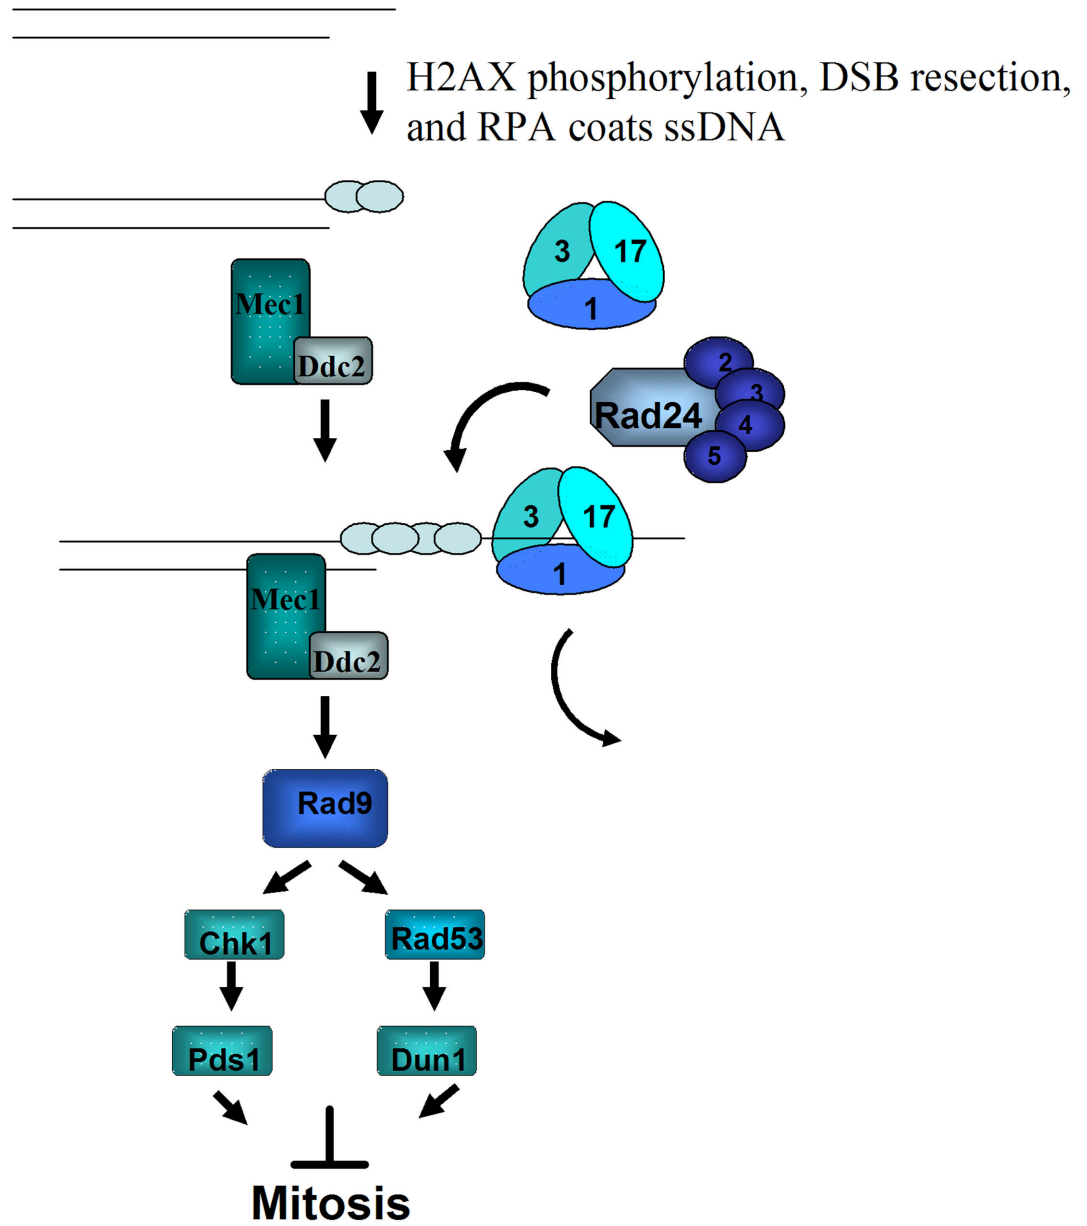 H2AX phosphorylation, DSB resection,
and RPA coats ssDNA
3 17
1
Mec1
Ddc2
2
3
Rad24
4
5
3 17
1
Mec1
Ddc2
Rad9
Chk1 Rad53
Pds1 Dun1
Mitosis